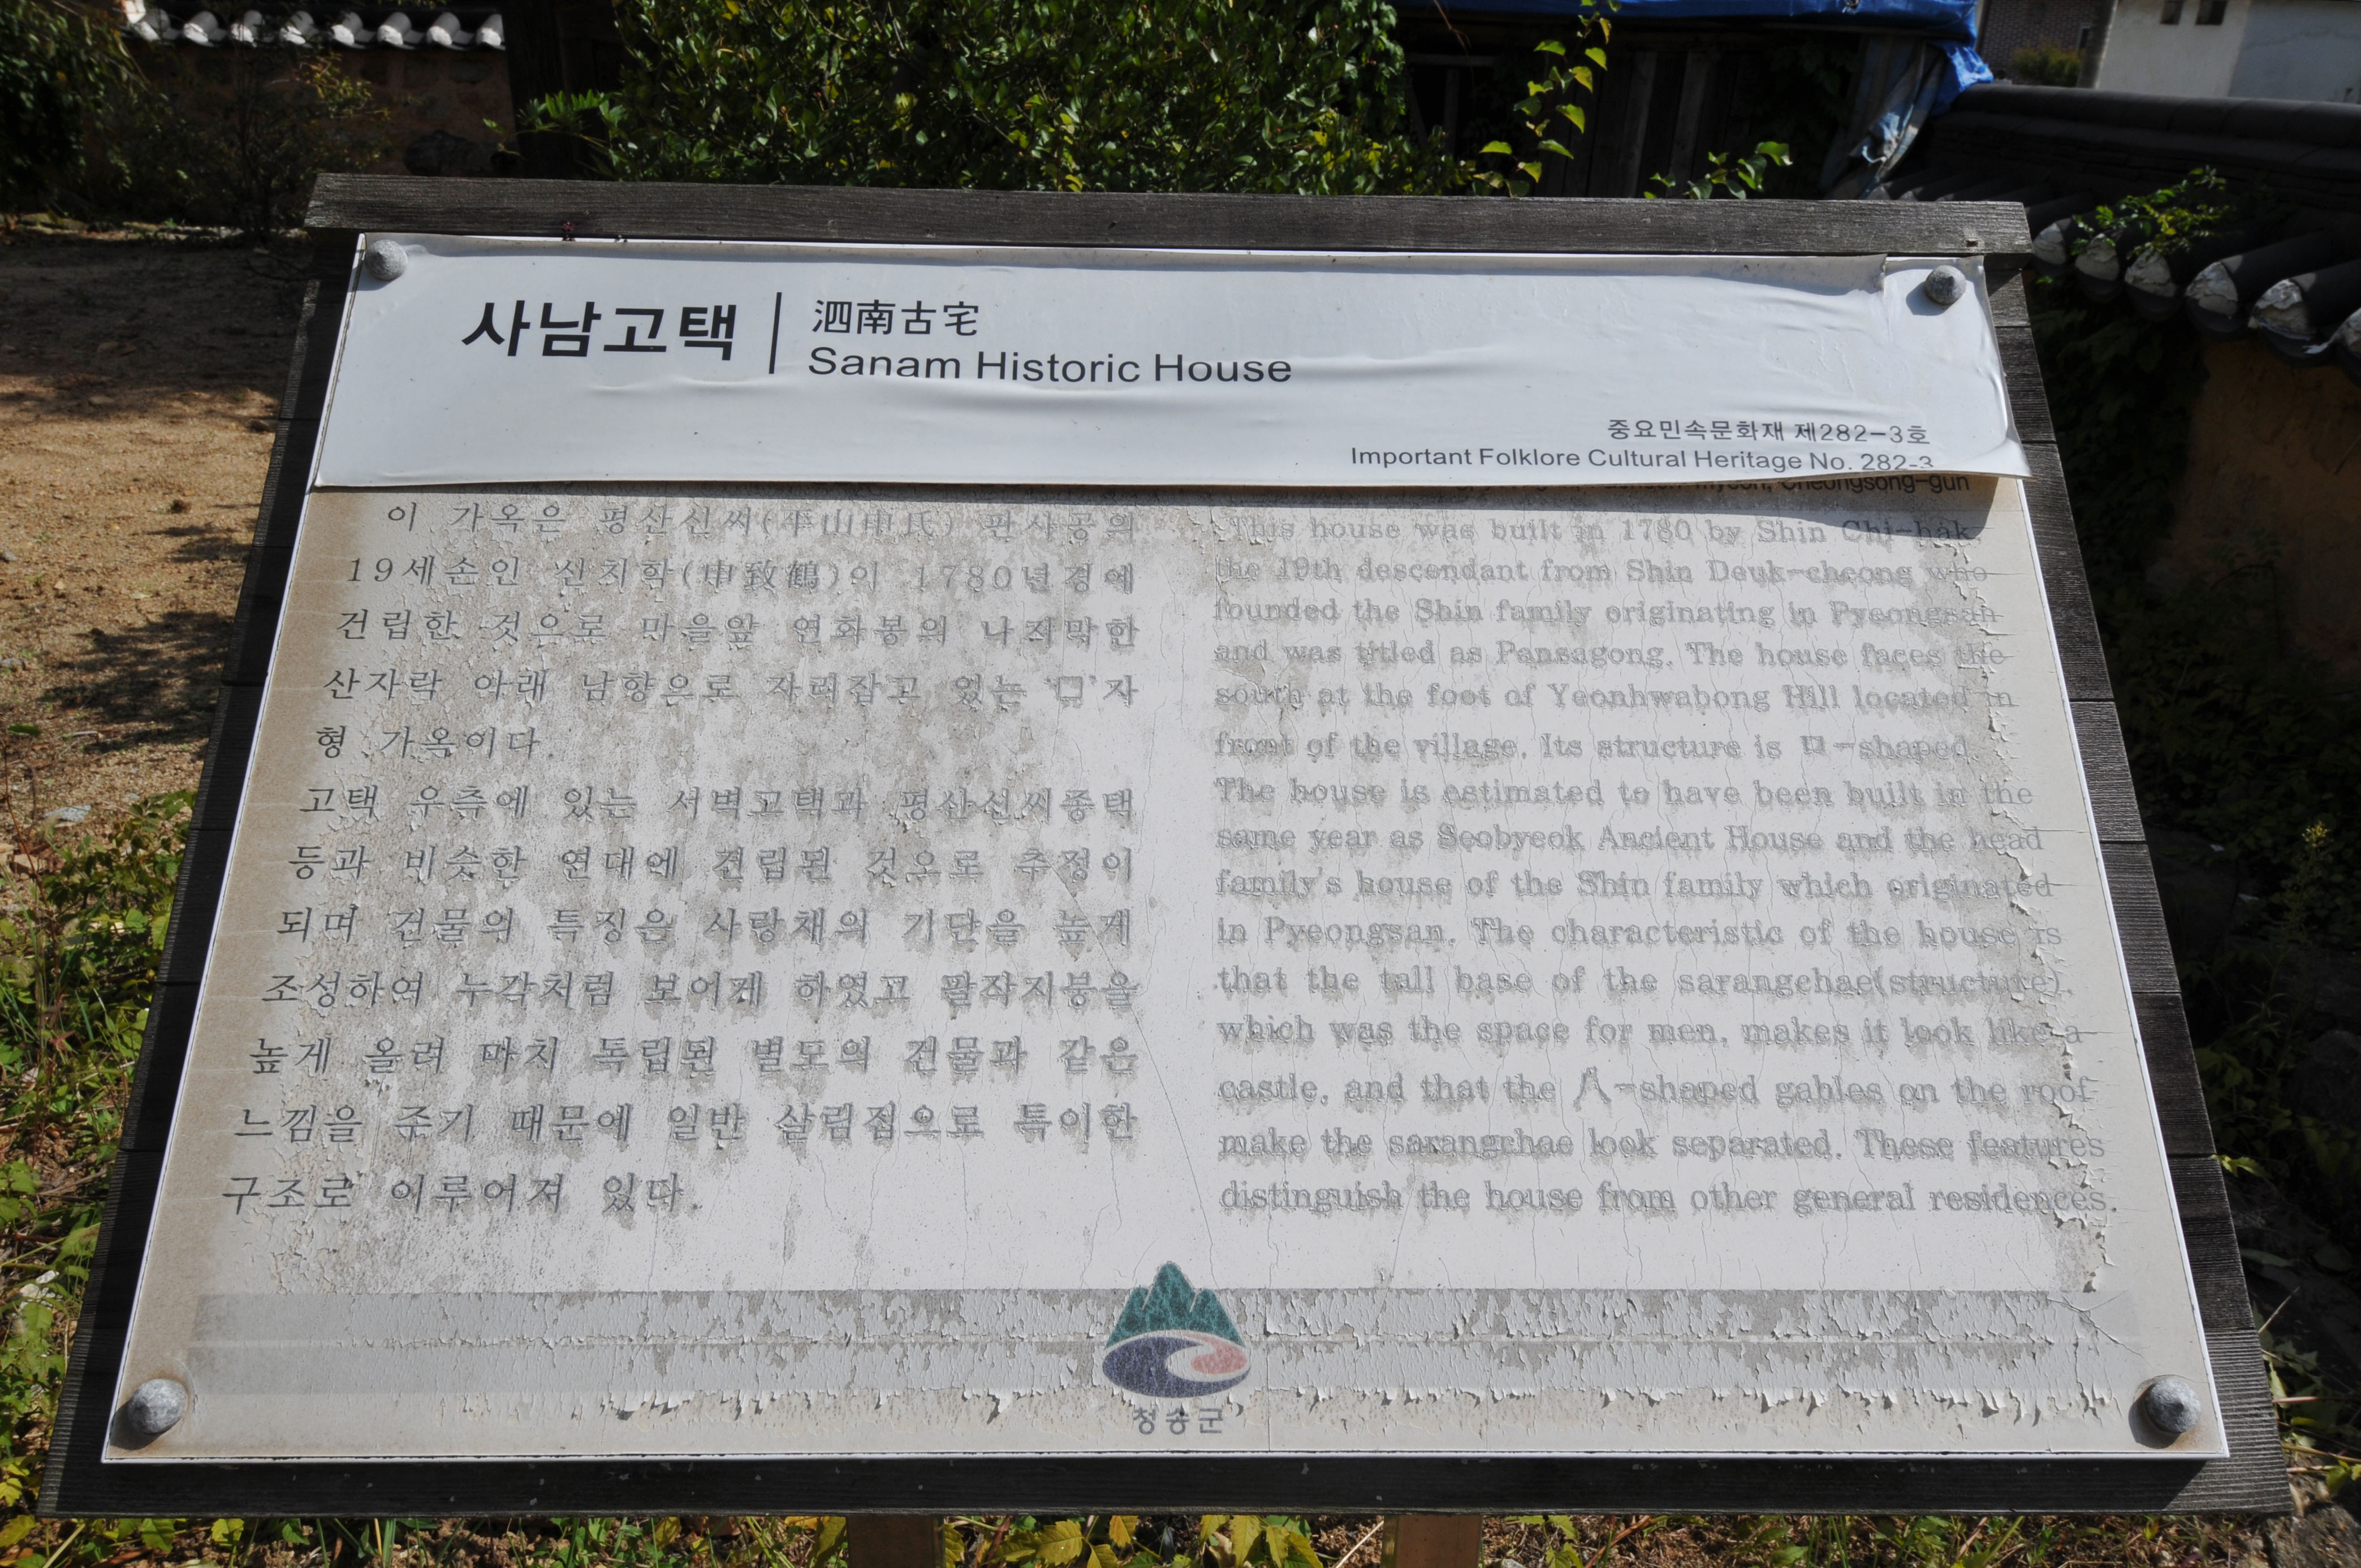 사남고택
泗南古宅
Sanam Historic House
중요민속문화재 제282-3호
Important Folklore Cultural Heritage No. 282-3
Cheongsong-gun
이 가옥은 평산신씨(平山申氏) 판사공의
19세손인 신치학(申致鶴)이 1780년경에
건립한 것으로 마을앞 연화봉의 나지막한
산자락 아래 남향으로 자리잡고 있는 'ㅁ'자
형 가옥이다.
고택 우측에 있는 서벽고택과 평산신씨종택
등과 비슷한 연대에 건립된 것으로 추정이
되며 건물의 특징은 사랑채의 기단을 높게
조성하여 누각처럼 보이게 하였고 팔작지붕을
높게 올려 마치 독립된 별도의 건물과 같은
느낌을 주기 때문에 일반 살림집으로 특이한
구조로 이루어져 있다.
This house was built in 1780 by Shin Chi-hak
the 19th descendant from Shin Deuk-cheong who
founded the Shin family originating in Pyeongsan
and was titled as Pansagong. The house faces the
south at the foot of Yeonhwabong Hill located in
front of the village. Its structure is ㅁ-shaped.
The house is estimated to have been built in the
same year as Seobyeok Ancient House and the head
family's house of the Shin family which originated
in Pyeongsan. The characteristic of the house is
that the tall base of the sarangchae(structure),
which was the space for men, makes it look like a
castle, and that the 八-shaped gables on the roof
make the sarangchae look separated. These features
distinguish the house from other general residences.
청송군